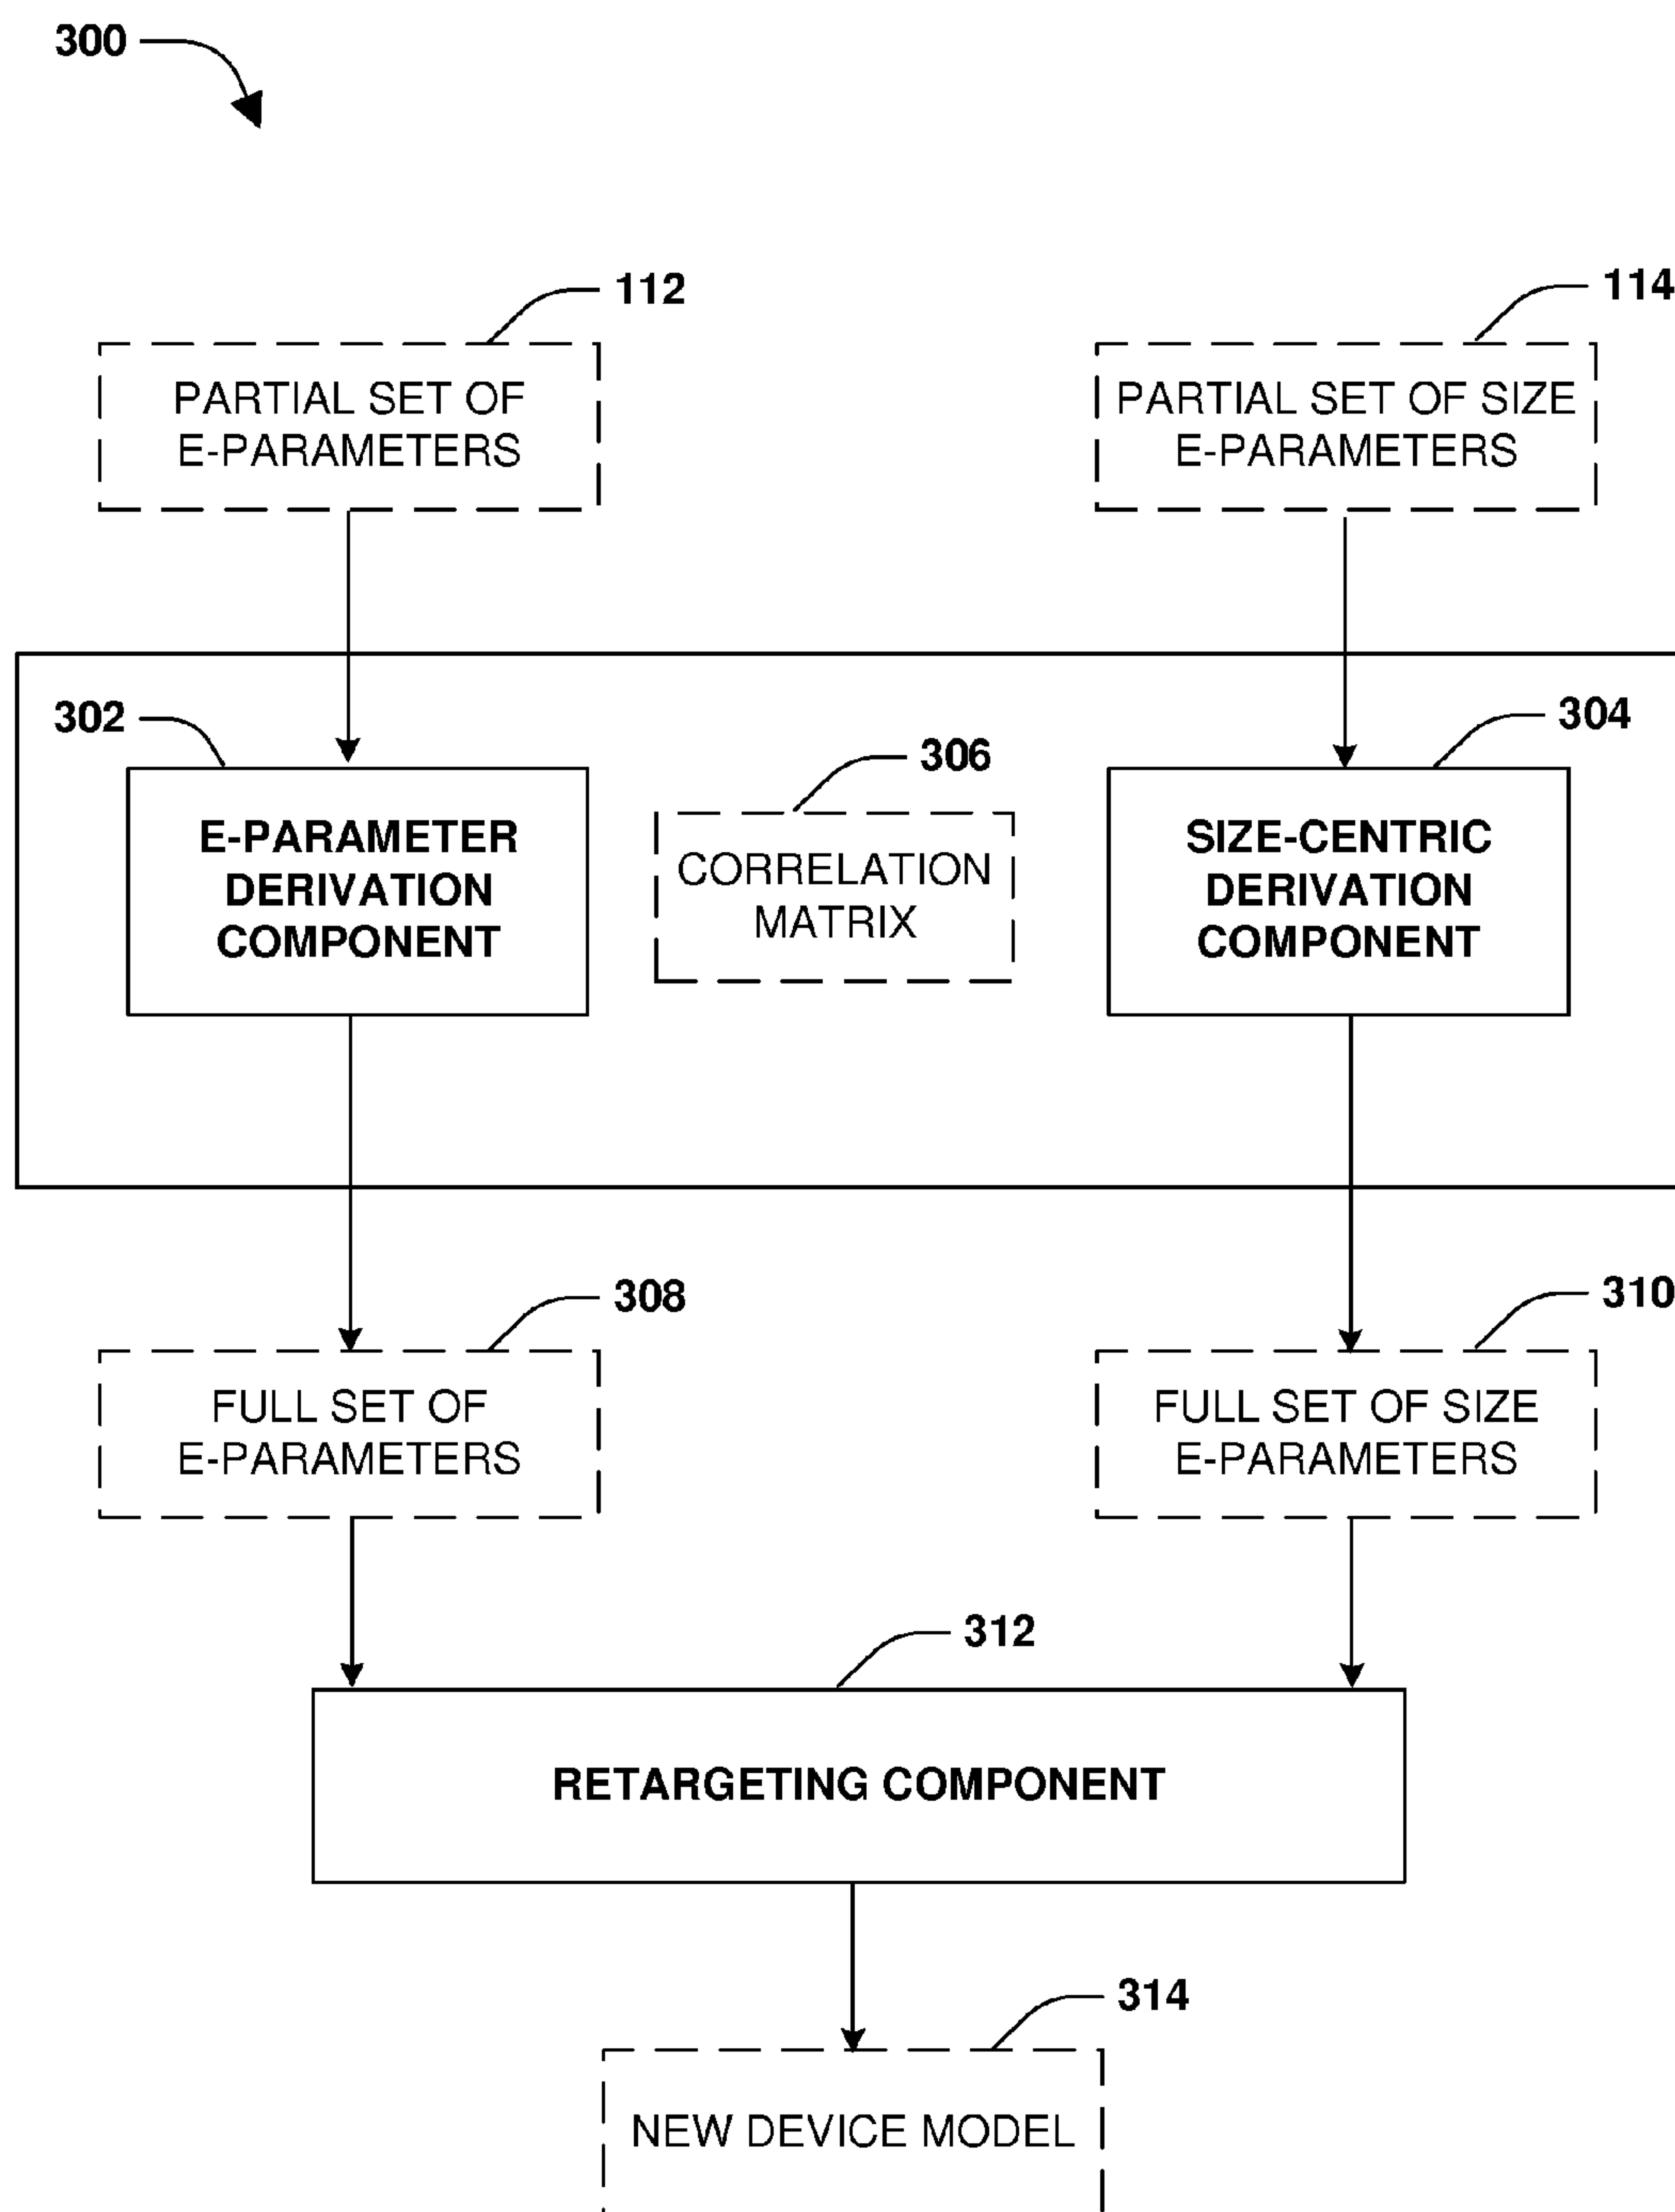 300
112
114
PARTIAL SET OF
E-PARAMETERS
PARTIAL SET OF SIZE
E-PARAMETERS
302
304
306
E-PARAMETER
DERIVATION
COMPONENT
CORRELATION
MATRIX
SIZE-CENTRIC
DERIVATION
COMPONENT
308
310
FULL SET OF
E-PARAMETERS
FULL SET OF SIZE
E-PARAMETERS
312
RETARGETING COMPONENT
314
NEW DEVICE MODEL